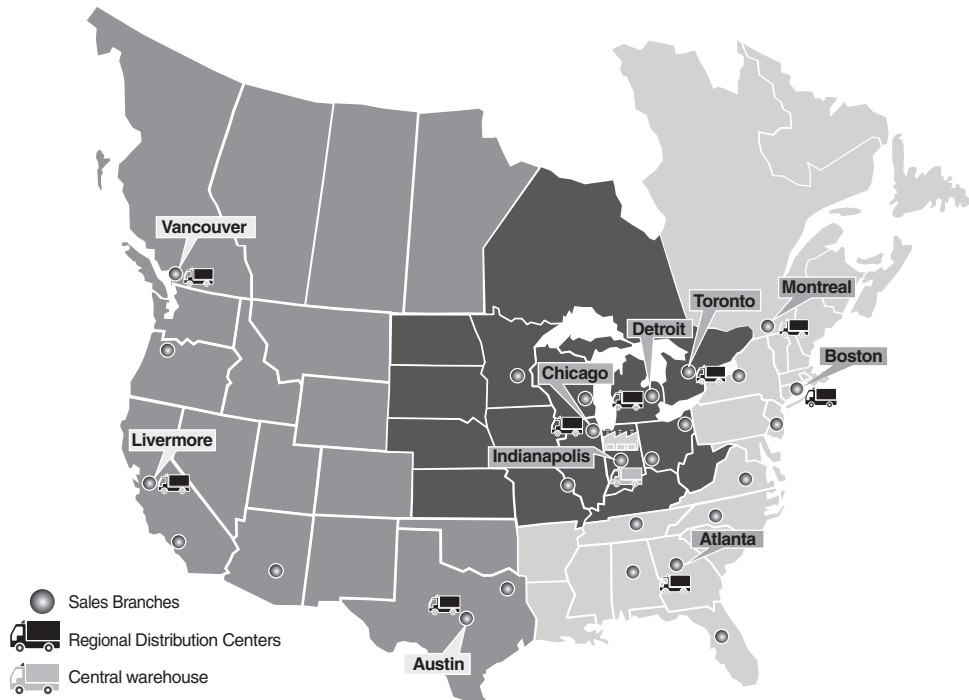 Vancouver
Montreal
Toronto
Detroit
Boston
Chicago
Livermore
Indianapolis
Atlanta
Sales Branches
Regional Distribution Centers
Austin
Central warehouse